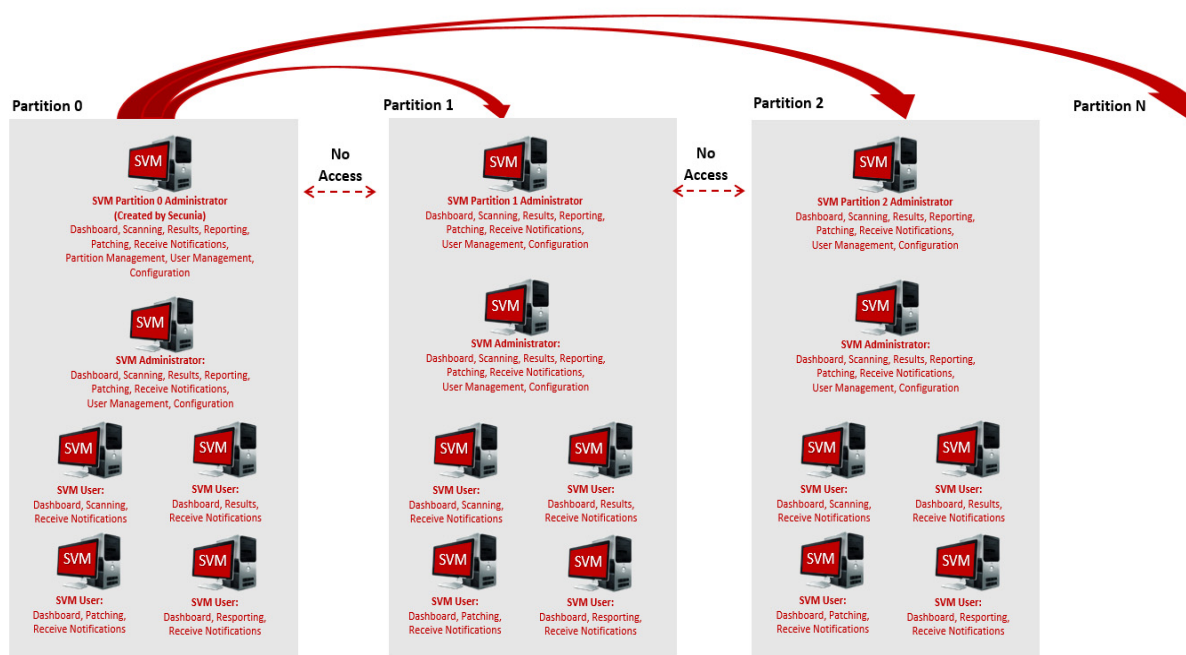 Partition 0
SVM
SVM Partition 0 Administrator
(Created by Secunia)
Dashboard, Scanning, Results, Reporting,
Patching, Receive Notifications,
Partition Management, User Management,
Configuration
SVM
SVM Administrator:
Dashboard, Scanning, Results, Reporting,
Patching, Receive Notifications,
User Management, Configuration
SVM
SVM User:
Dashboard, Scanning,
Receive Notifications
SVM
SVM User:
Dashboard, Results,
Receive Notifications
SVM
SVM User:
Dashboard, Patching,
Receive Notifications
SVM
SVM User:
Dashboard, Resporting,
Receive Notifications
No
Access
Partition 1
SVM
SVM Partition 1 Administrator
Dashboard, Scanning, Results, Reporting,
Patching, Receive Notifications,
User Management, Configuration
SVM
SVM Administrator:
Dashboard, Scanning, Results, Reporting,
Patching, Receive Notifications,
User Management, Configuration
SVM
SVM User:
Dashboard, Scanning,
Receive Notifications
SVM
SVM User:
Dashboard, Results,
Receive Notifications
SVM
SVM User:
Dashboard, Patching,
Receive Notifications
SVM
SVM User:
Dashboard, Resporting,
Receive Notifications
No
Access
Partition 2
SVM
SVM Partition 2 Administrator
Dashboard, Scanning, Results, Reporting,
Patching, Receive Notifications,
User Management, Configuration
SVM
SVM Administrator:
Dashboard, Scanning, Results, Reporting,
Patching, Receive Notifications,
User Management, Configuration
SVM
SVM User:
Dashboard, Scanning,
Receive Notifications
SVM
SVM User:
Dashboard, Results,
Receive Notifications
SVM
SVM User:
Dashboard, Patching,
Receive Notifications
SVM
SVM User:
Dashboard, Resporting,
Receive Notifications
Partition N